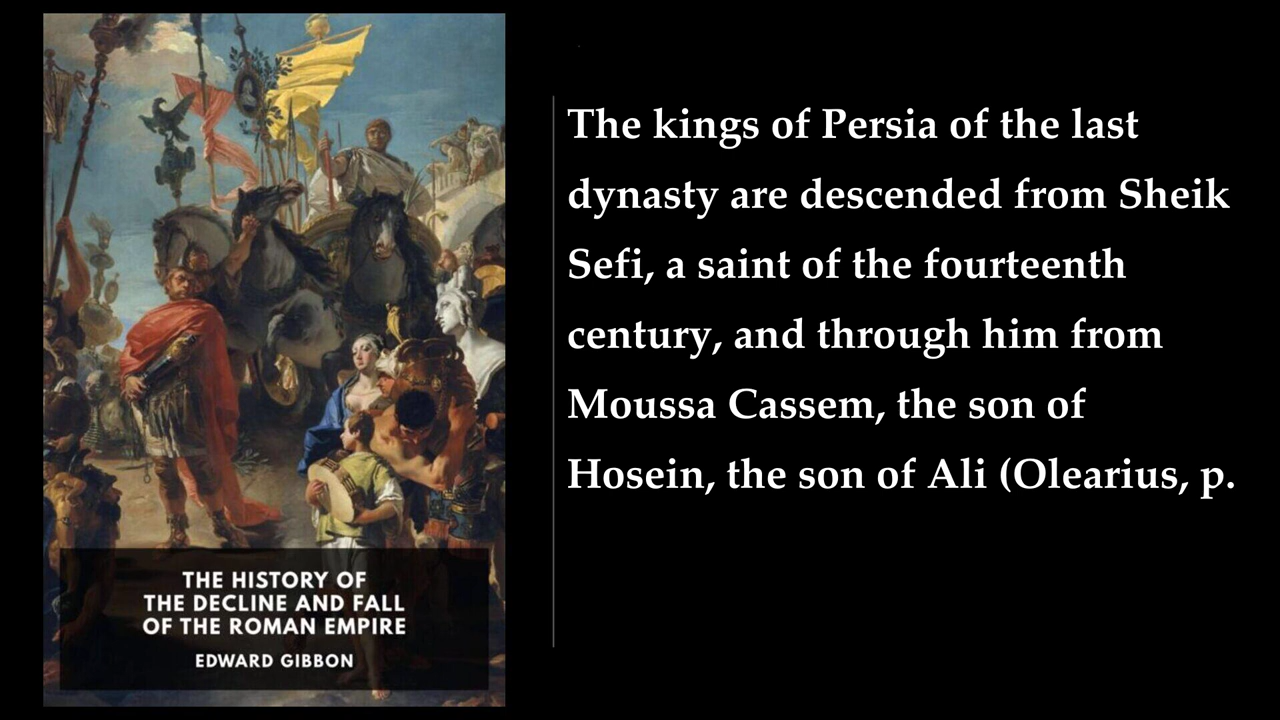 The kings of Persia of the last
dynasty are descended from Sheik
Sefi, a saint of the fourteenth
century, and through him from
Moussa Cassem, the son of
Hosein, the son of Ali (Olearius, p.
THE HISTORY OF
THE DECLINE AND FALL
OF THE ROMAN EMPIRE
EDWARD GIBBON